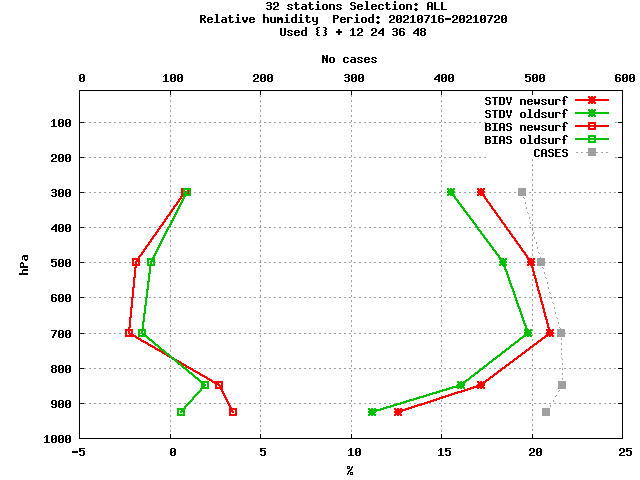 32 stations Selection: ALL
Relative humidity  Period: 20210716-20210720
Used {} + 12 24 36 48
No cases
0 100 200 300 400 500 600
STDV newsurf
STDV oldsurf
BIAS newsurf
BIAS oldsurf
CASES
100
200
300
400
500
600
700
800
900
1000
hPa
-5 0 5 10 15 20 25
%